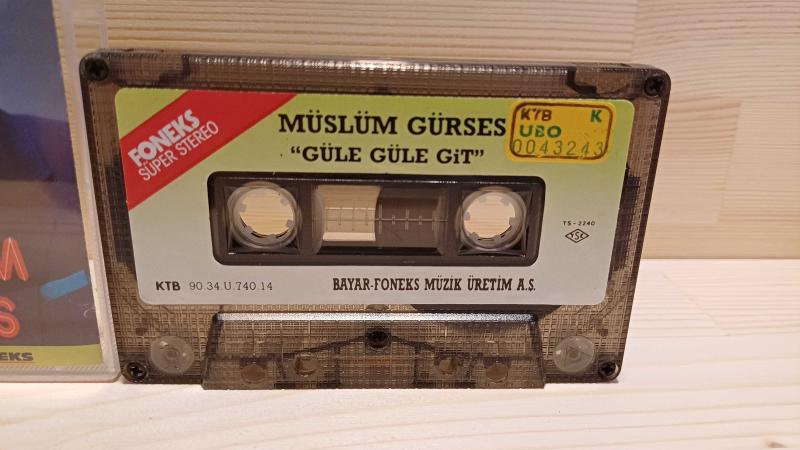 FONEKS
SÜPER STEREO
MÜSLÜM GÜRSES
"GÜLE GÜLE GiT"
KTB K
UBO
0043243
TS-2240
TSE
KTB 90.34.U.740.14
BAYAR-FONEKS MÜZİK ÜRETİM A.Ş.
M
S
EKS